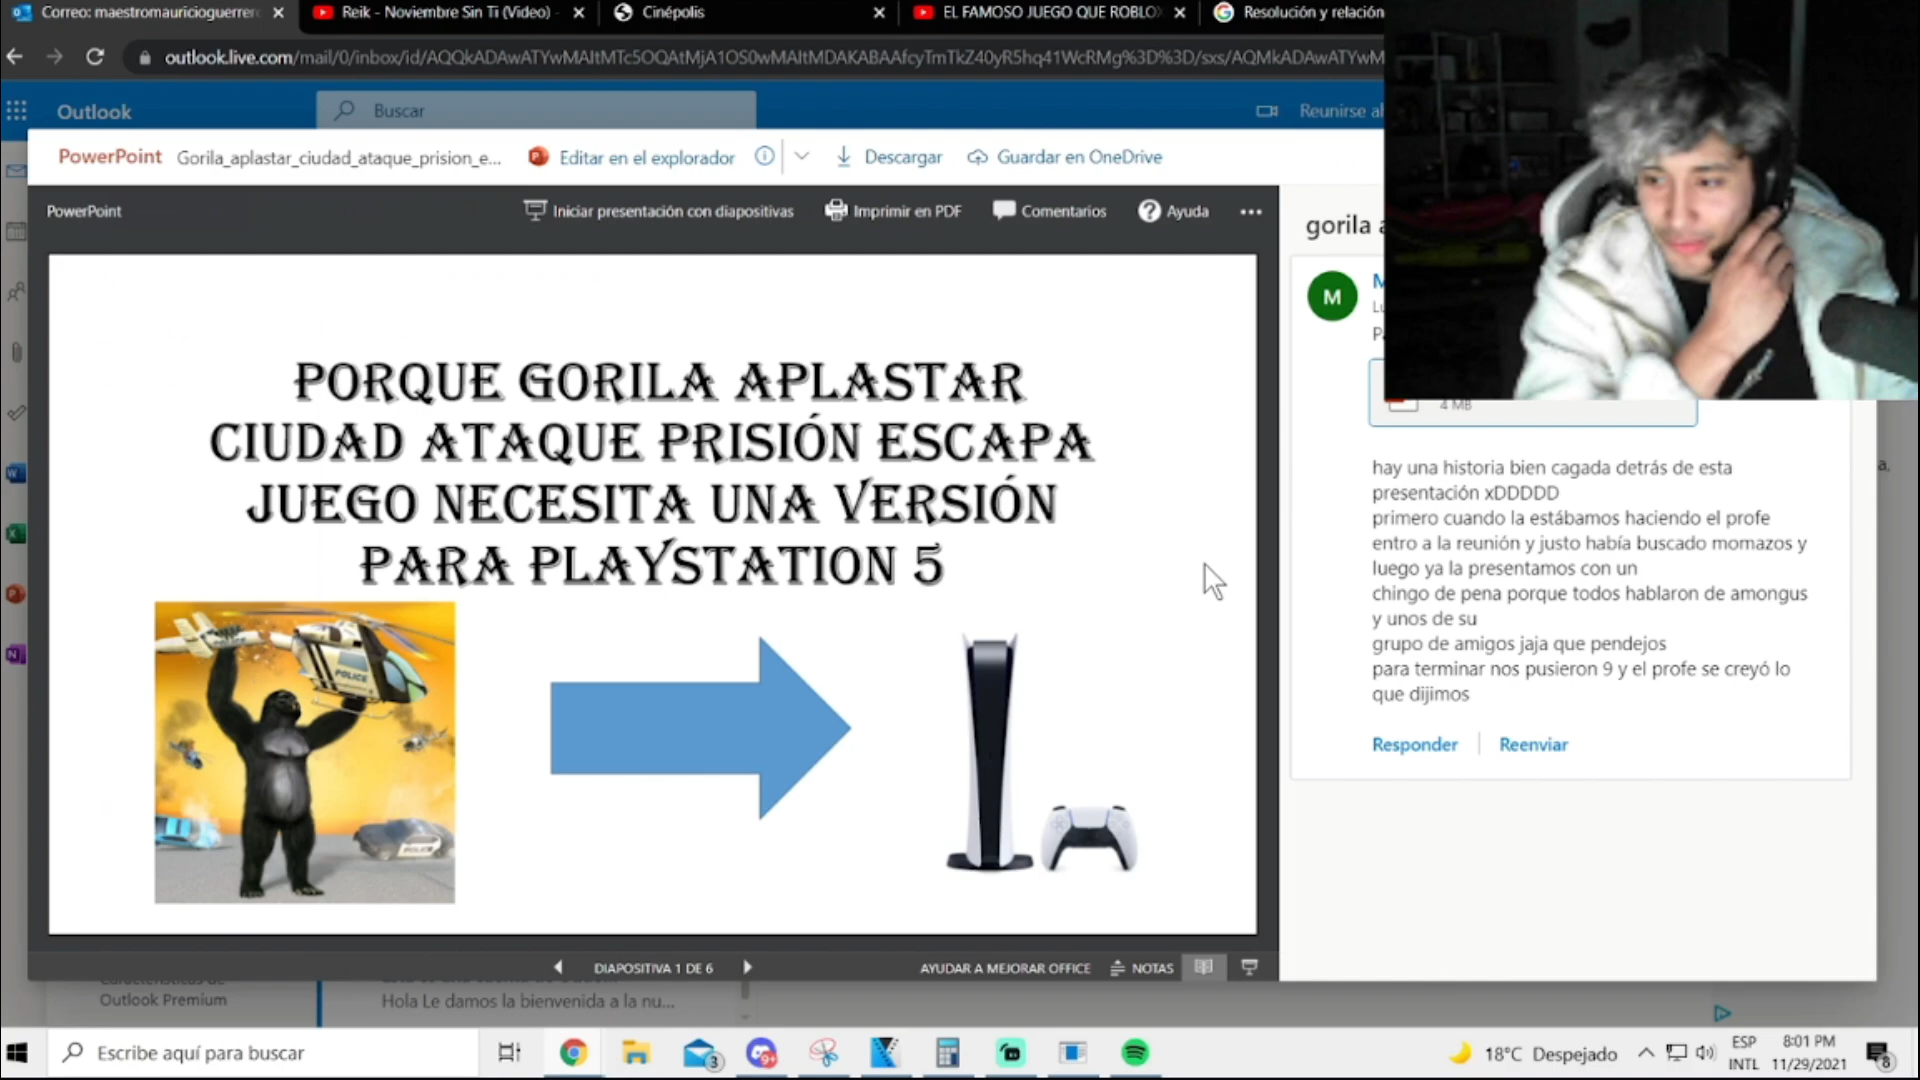 Correo: maestromauricioguerrer
Reik - Noviembre Sin Ti (Video)
Cinépolis
EL FAMOSO JUEGO QUE ROBLO
Resolución y relación
outlook.live.com/mail/0/inbox/id/AQQkADAwATYwMAItMTc5OQAtMjA1OS0wMAItMDAKABAAfcyTmTkZ40yR5hq41WcRMg%3D%3D/sxs/AQMkADAwATYwM
Outlook
Buscar
Reunirse a
PowerPoint
Gorila_aplastar_ciudad_ataque_prision_e...
Editar en el explorador
Descargar
Guardar en OneDrive
PowerPoint
Iniciar presentación con diapositivas
Imprimir en PDF
Comentarios
Ayuda
PORQUE GORILA APLASTAR
CIUDAD ATAQUE PRISIÓN ESCAPA
JUEGO NECESITA UNA VERSIÓN
PARA PLAYSTATION 5
POLICE
POLICE
gorila
M
4 MB
hay una historia bien cagada detrás de esta
presentación xDDDDD
primero cuando la estábamos haciendo el profe
entro a la reunión y justo había buscado momazos y
luego ya la presentamos con un
chingo de pena porque todos hablaron de amongus
y unos de su
grupo de amigos jaja que pendejos
para terminar nos pusieron 9 y el profe se creyó lo
que dijimos
Responder
Reenviar
DIAPOSITIVA 1 DE 6
AYUDAR A MEJORAR OFFICE
NOTAS
Outlook Premium
Hola Le damos la bienvenida a la nu...
Escribe aquí para buscar
3
9+
18°C Despejado
ESP
INTL
8:01 PM
11/29/2021
8